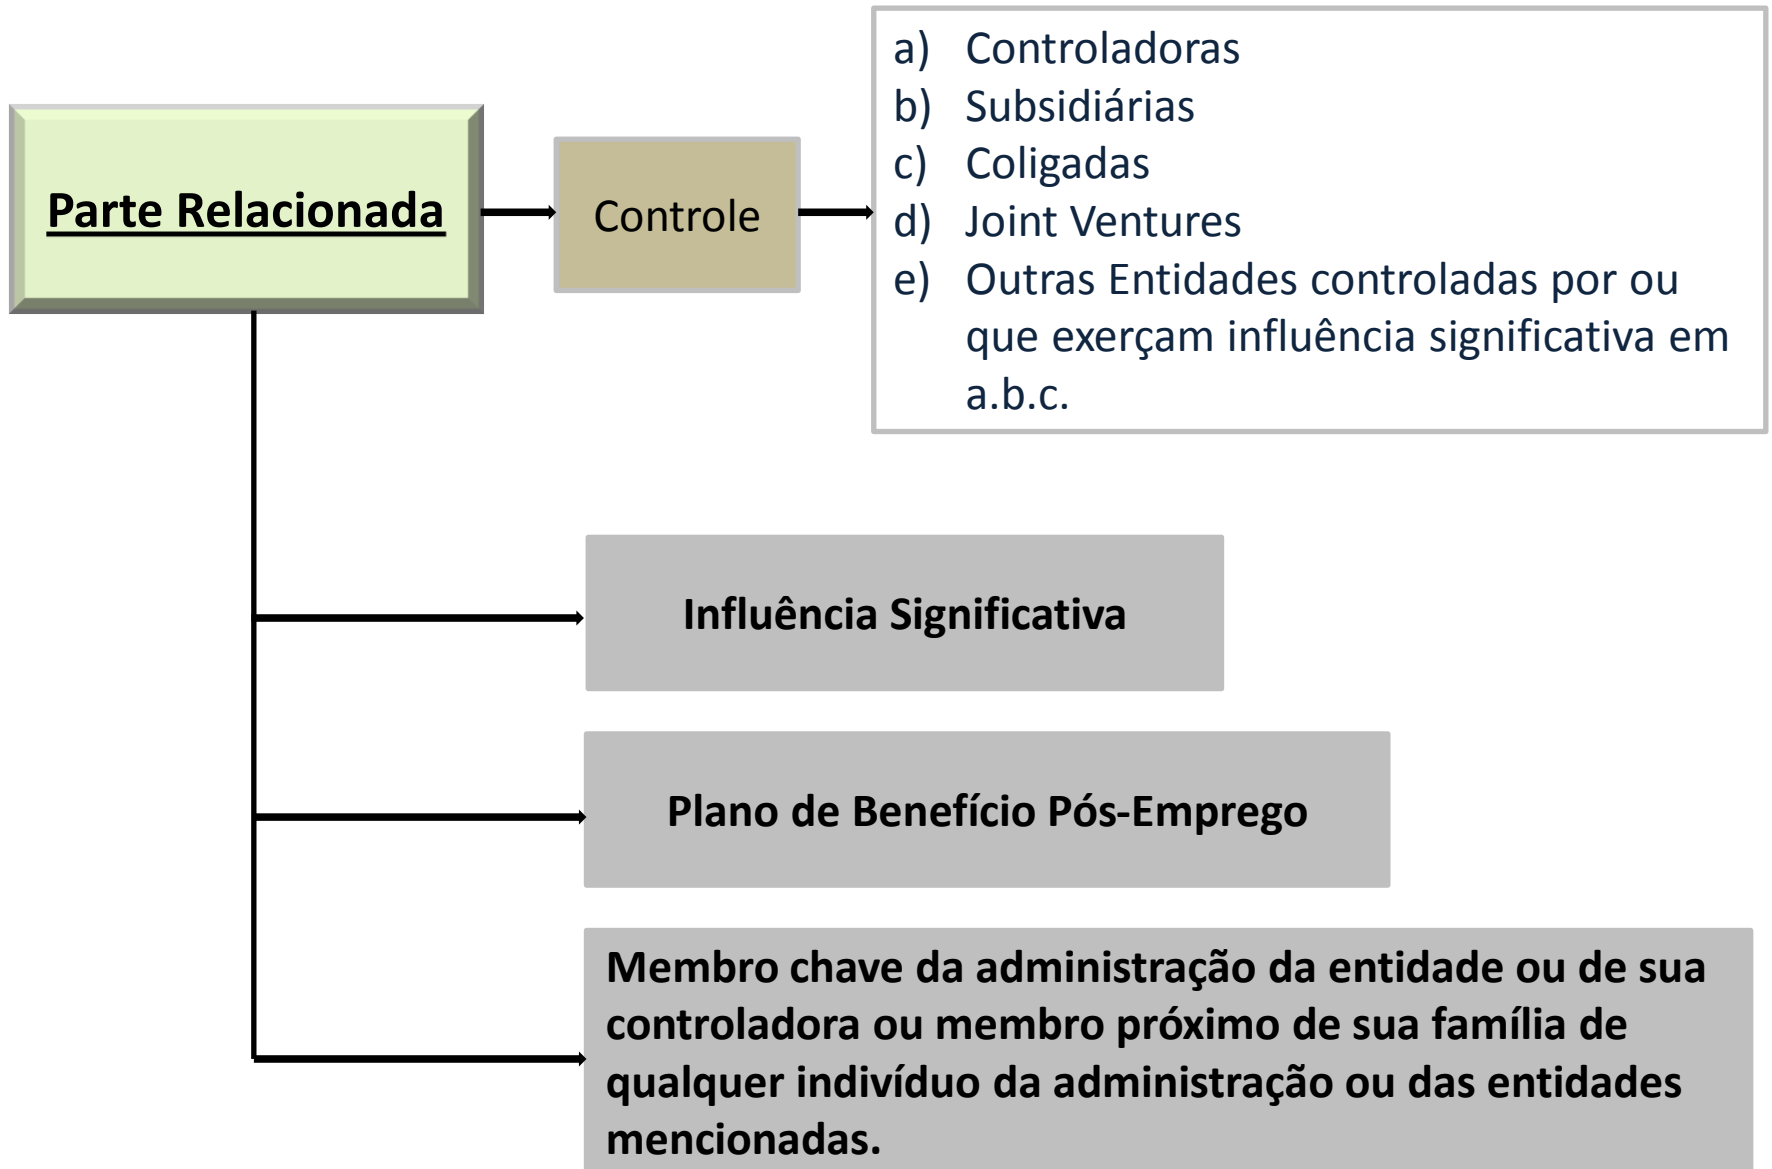 Parte Relacionada
Controle
a) Controladoras
b) Subsidiárias
c) Coligadas
d) Joint Ventures
e) Outras Entidades controladas por ou
que exerçam influência significativa em
a.b.c.
Influência Significativa
Plano de Benefício Pós-Emprego
Membro chave da administração da entidade ou de sua
controladora ou membro próximo de sua família de
qualquer indivíduo da administração ou das entidades
mencionadas.